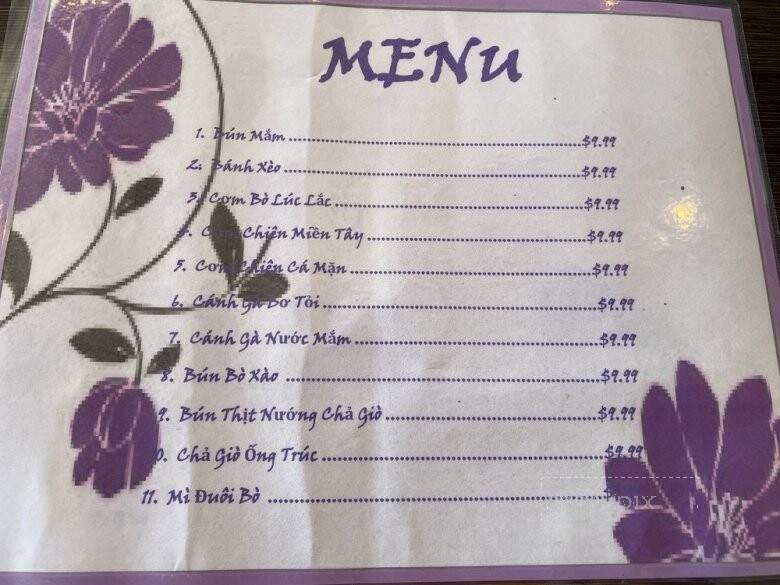 MENU
1. Bún Mắm $9.99
2. Bánh Xèo $9.99
3. Cơm Bò Lúc Lắc $9.99
Chiên Miền Tây $9.99
5. Cơm Chiên Cá Mặn $9.99
6. Cánh Gà Bơ Tỏi $9.99
7. Cánh Gà Nước Mắm $9.99
8. Bún Bò Xào $9.99
9. Bún Thịt Nướng Chả Giò $9.99
0. Chả Giò Ống Trúc $9.99
11. Mì Đuôi Bò